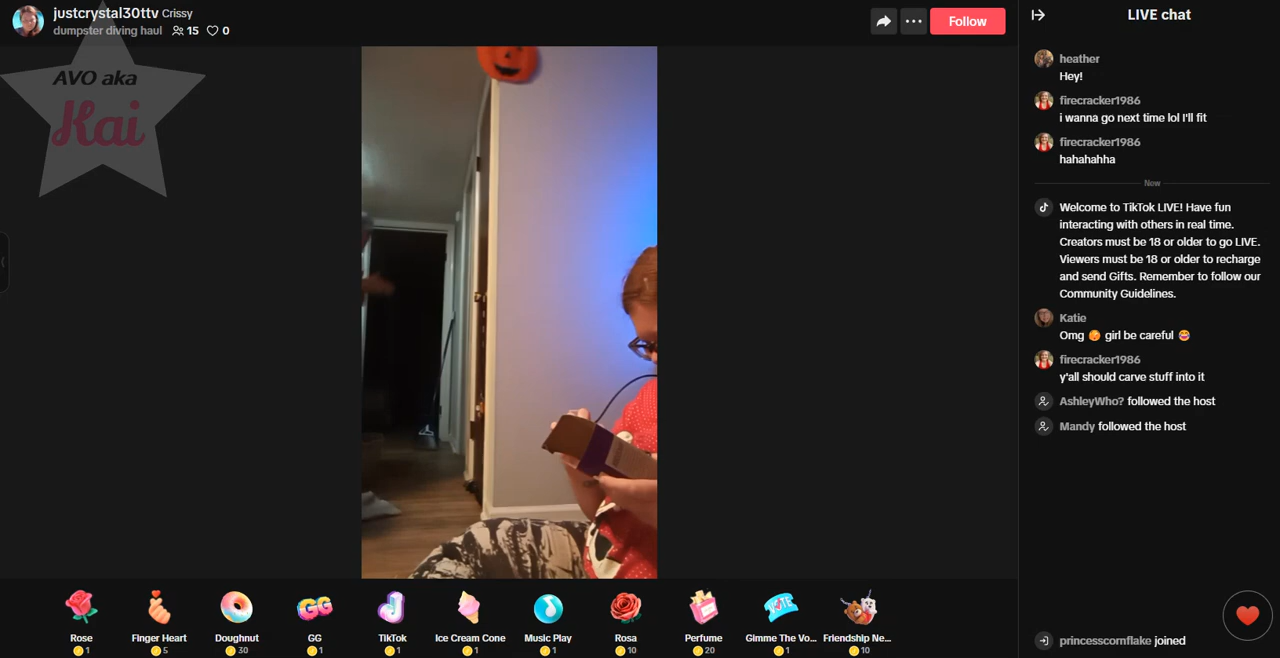 justcrystal30ttv Crissy
dumpster diving haul 15 0
Follow
AVO aka
Kai
LIVE chat
heather
Hey!
firecracker1986
i wanna go next time lol I'll fit
firecracker1986
hahahahha
New
Welcome to TikTok LIVE! Have fun
interacting with others in real time.
Creators must be 18 or older to go LIVE.
Viewers must be 18 or older to recharge
and send Gifts. Remember to follow our
Community Guidelines.
Katie
Omg 🤭 girl be careful 😂
firecracker1986
y'all should carve stuff into it
AshleyWho? followed the host
Mandy followed the host
princesscornflake joined
Rose Finger Heart Doughnut GG TikTok Ice Cream Cone Music Play Rosa Perfume Gimme The Vo... Friendship Ne...
1 5 30 1 1 1 1 10 20 1 10